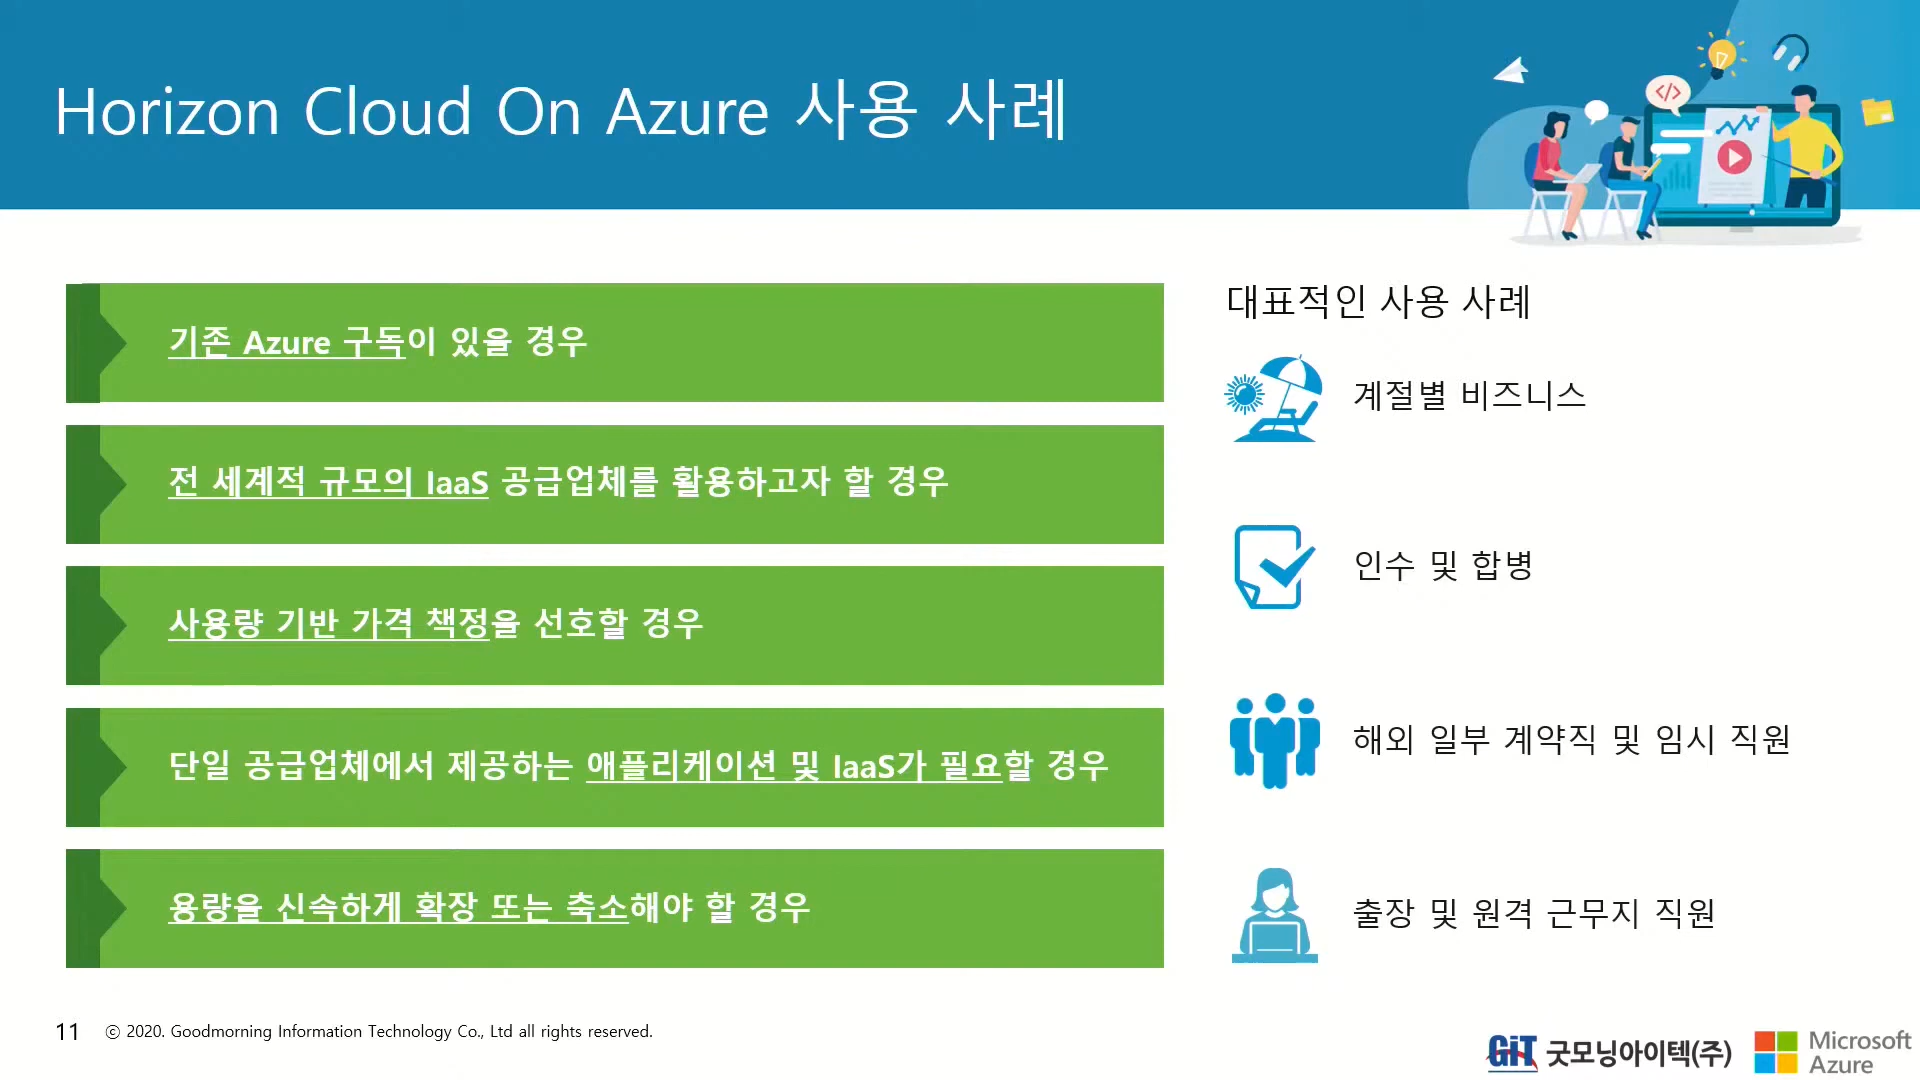 Horizon Cloud On Azure 사용 사례
</>
기존 Azure 구독이 있을 경우
전 세계적 규모의 IaaS 공급업체를 활용하고자 할 경우
사용량 기반 가격 책정을 선호할 경우
단일 공급업체에서 제공하는 애플리케이션 및 IaaS가 필요할 경우
용량을 신속하게 확장 또는 축소해야 할 경우
대표적인 사용 사례
계절별 비즈니스
인수 및 합병
해외 일부 계약직 및 임시 직원
출장 및 원격 근무지 직원
11 ⓒ 2020. Goodmorning Information Technology Co., Ltd all rights reserved.
GiT 굿모닝아이텍(주)
Microsoft
Azure